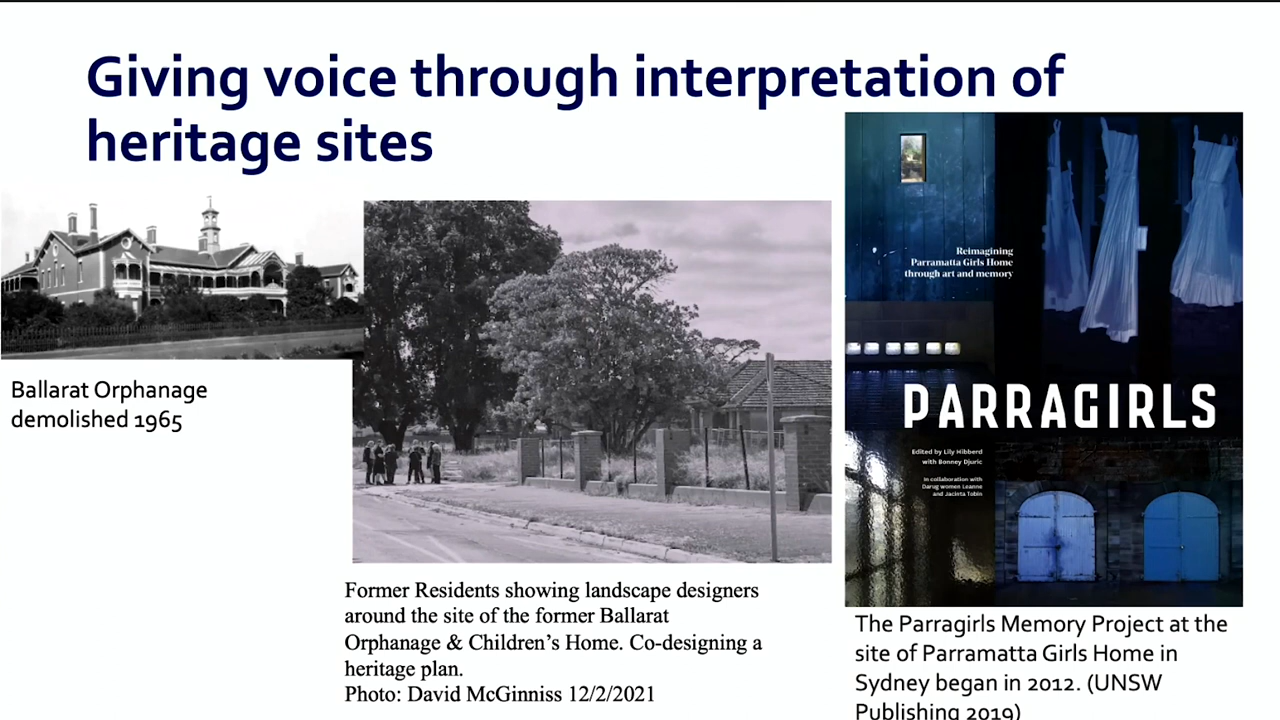 Giving voice through interpretation of
heritage sites
Ballarat Orphanage
demolished 1965
Former Residents showing landscape designers
around the site of the former Ballarat
Orphanage & Children’s Home. Co-designing a
heritage plan.
Photo: David McGinniss 12/2/2021
Reimagining
Parramatta Girls Home
through art and memory
PARRAGIRLS
Edited by Lily Hibberd
with Bonney Djuric
In collaboration with
Darug women Leanne
and Jacinta Tobin
The Parragirls Memory Project at the
site of Parramatta Girls Home in
Sydney began in 2012. (UNSW
Publishing 2019)